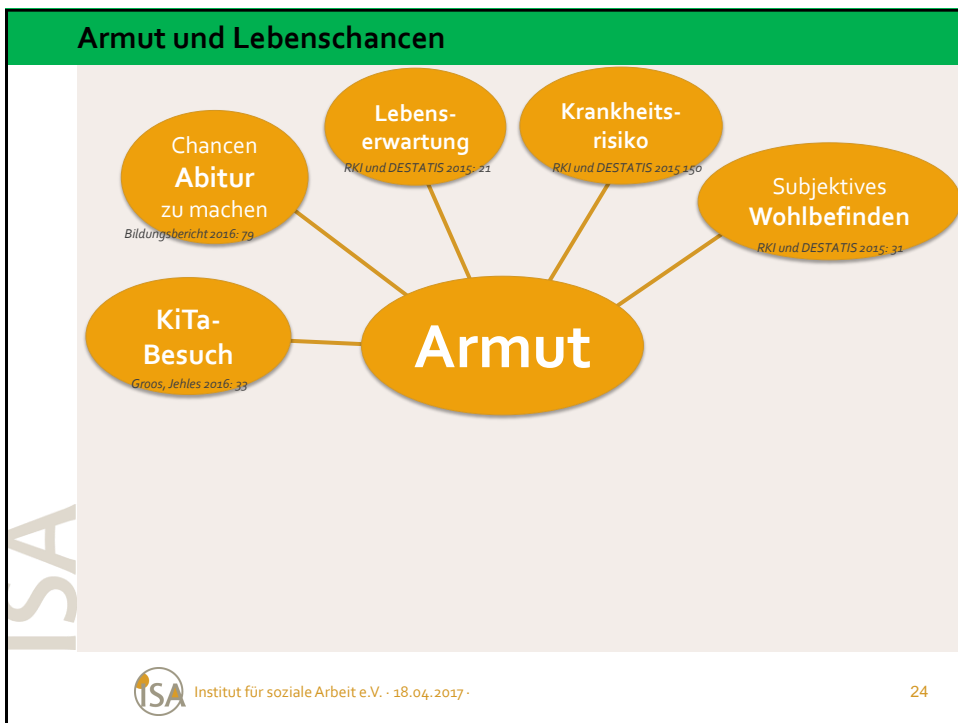 Armut und Lebenschancen
Chancen
Abitur
zu machen
Bildungsbericht 2016: 79
Lebens-
erwartung
RKI und DESTATIS 2015: 21
Krankheits-
risiko
RKI und DESTATIS 2015 150
Subjektives
Wohlbefinden
RKI und DESTATIS 2015: 31
KiTa-
Besuch
Groos, Jehles 2016: 33
Armut
ISA
ISA
Institut für soziale Arbeit e.V. · 18.04.2017 ·
24